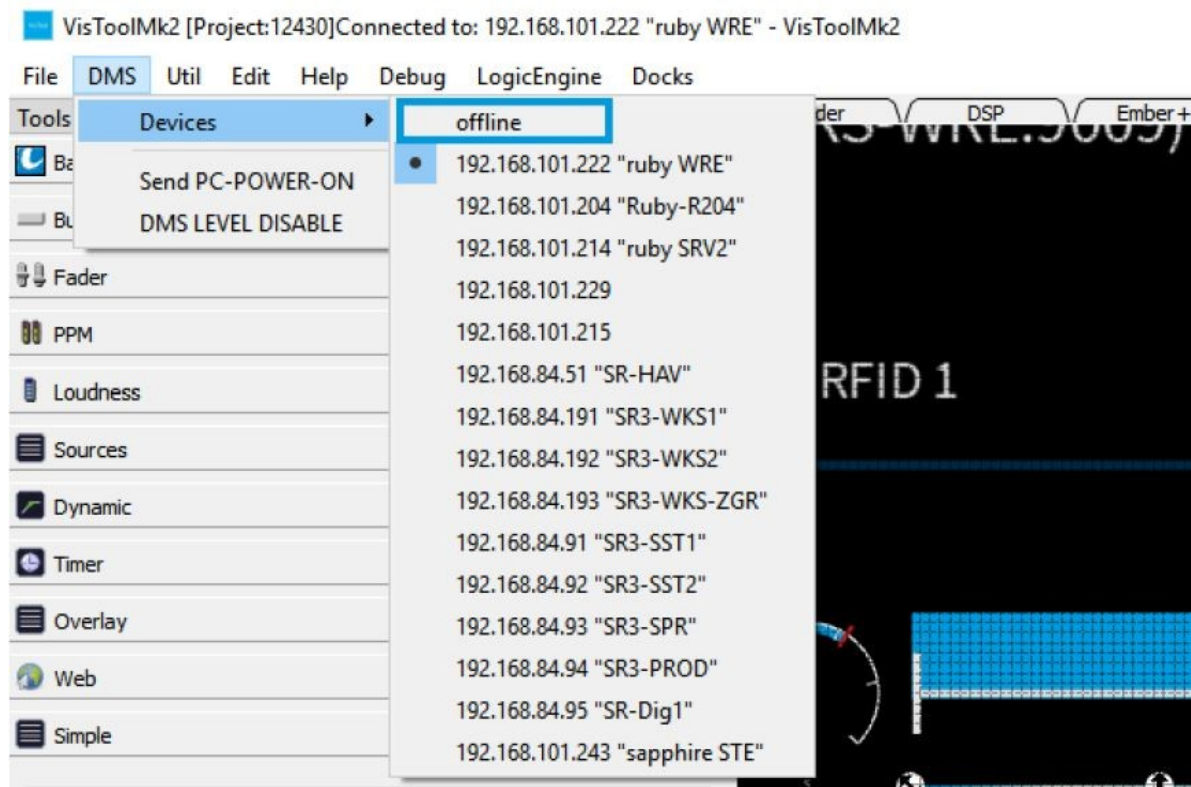 VisToolMk2 [Project:12430]Connected to: 192.168.101.222 "ruby WRE" - VisToolMk2
File DMS Util Edit Help Debug LogicEngine Docks
Tools
DSP
Ember+
Devices
Send PC-POWER-ON
DMS LEVEL DISABLE
offline
192.168.101.222 "ruby WRE"
192.168.101.204 "Ruby-R204"
192.168.101.214 "ruby SRV2"
192.168.101.229
192.168.101.215
192.168.84.51 "SR-HAV"
192.168.84.191 "SR3-WKS1"
192.168.84.192 "SR3-WKS2"
192.168.84.193 "SR3-WKS-ZGR"
192.168.84.91 "SR3-SST1"
192.168.84.92 "SR3-SST2"
192.168.84.93 "SR3-SPR"
192.168.84.94 "SR3-PROD"
192.168.84.95 "SR-Dig1"
192.168.101.243 "sapphire STE"
Fader
PPM
Loudness
Sources
Dynamic
Timer
Overlay
Web
Simple
RFID 1